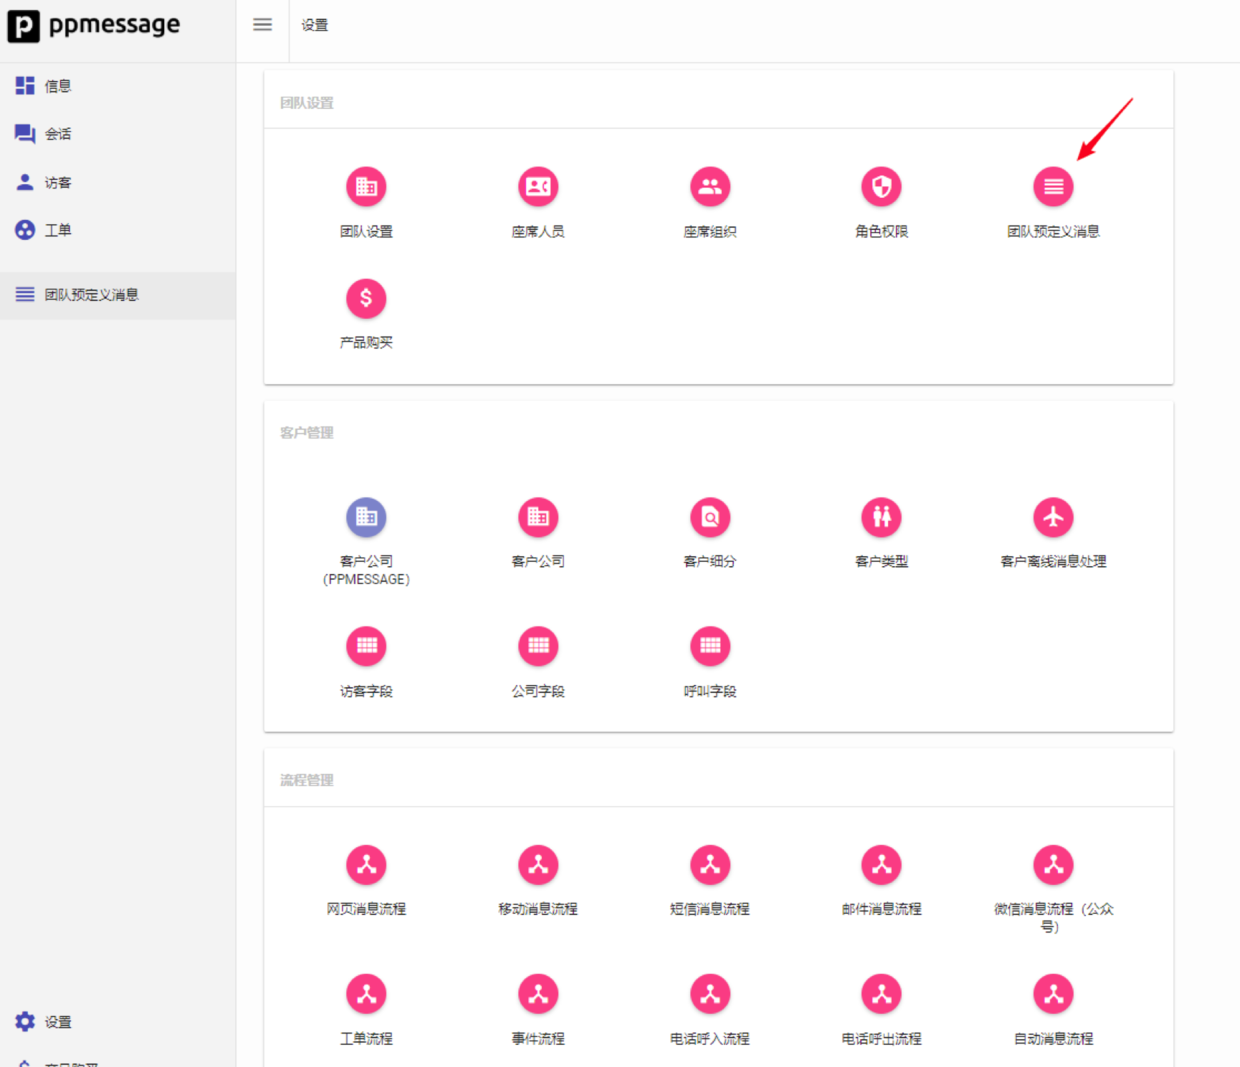 ppmessage
设置
信息
会话
访客
工单
团队预定义消息
设置
产品购买
团队设置
团队设置
座席人员
座席组织
角色权限
团队预定义消息
产品购买
客户管理
客户公司
(PPMESSAGE)
客户公司
客户细分
客户类型
客户离线消息处理
访客字段
公司字段
呼叫字段
流程管理
网页消息流程
移动消息流程
短信消息流程
邮件消息流程
微信消息流程（公众
号）
工单流程
事件流程
电话呼入流程
电话呼出流程
自动消息流程